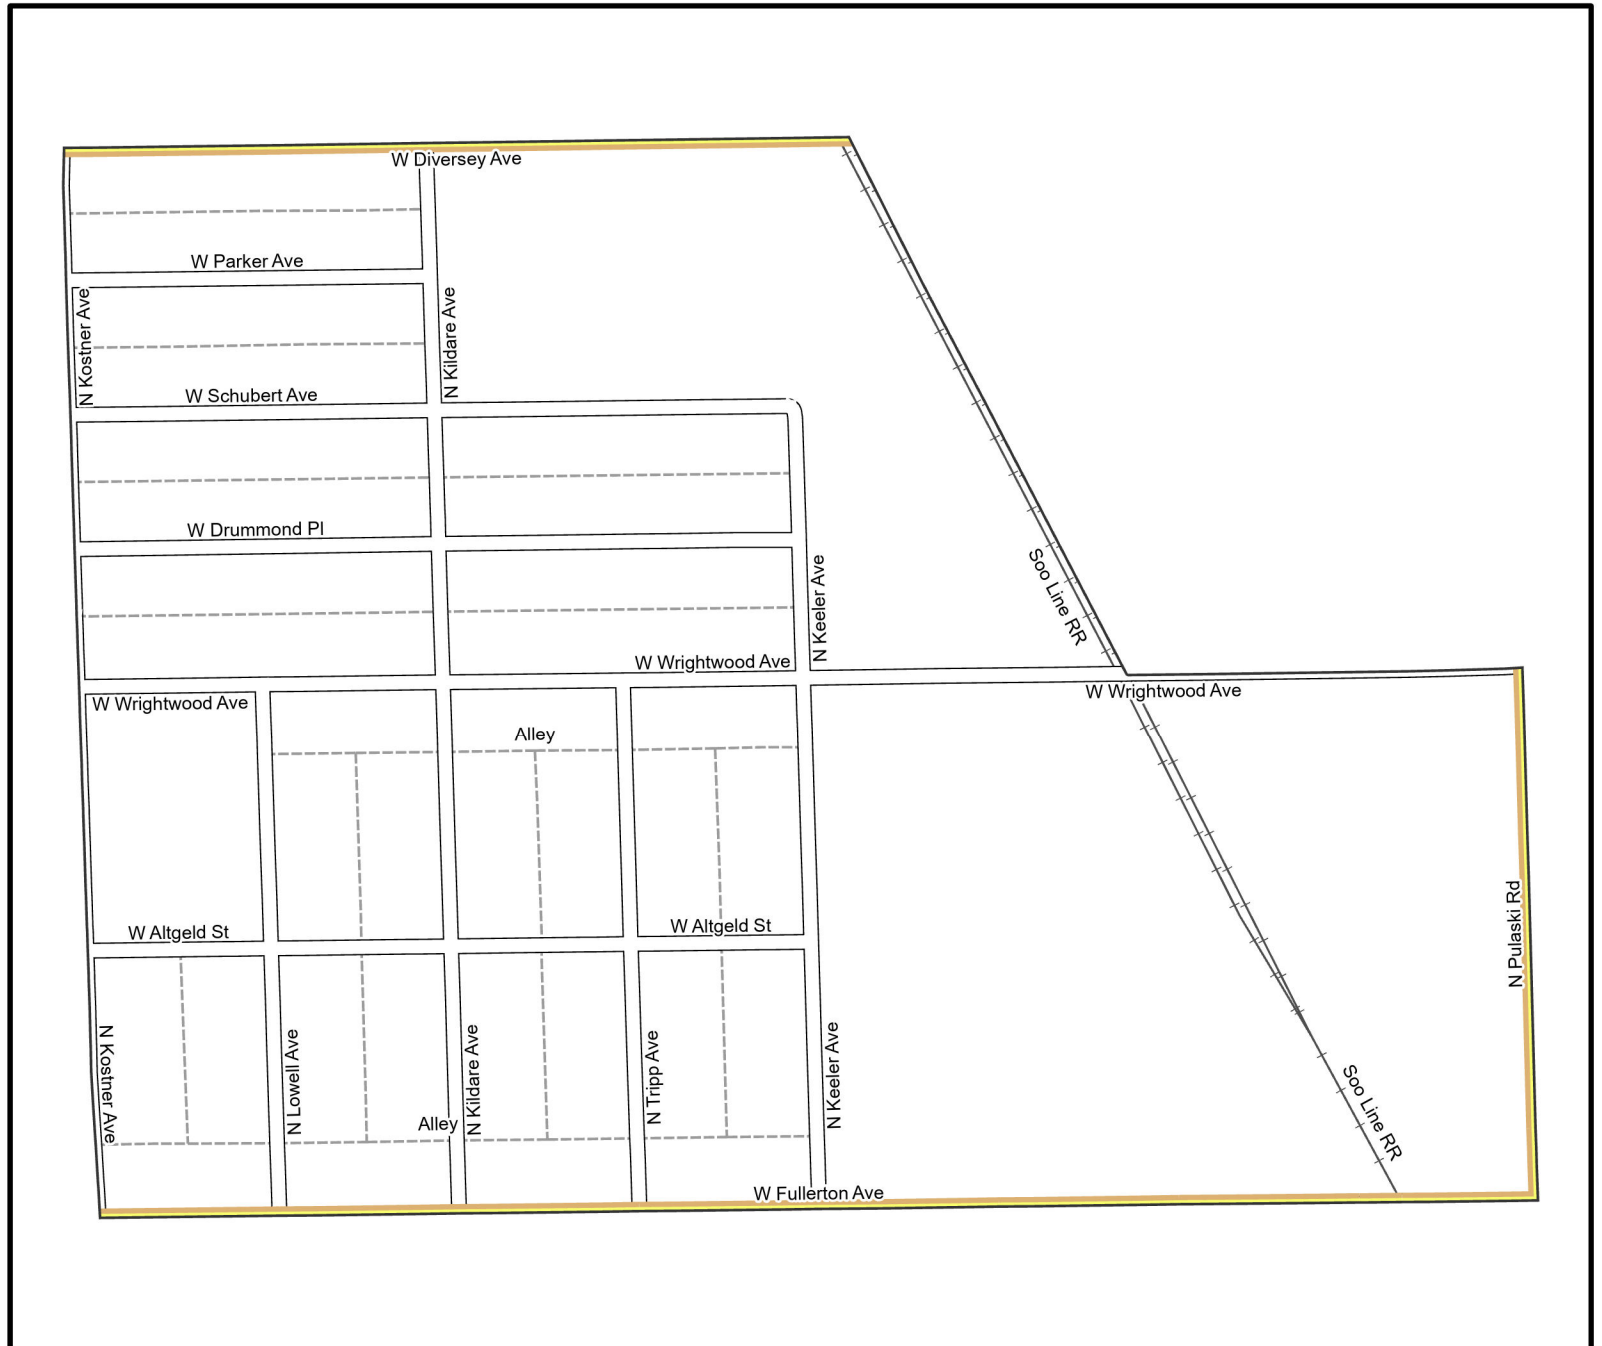 W Diversey Ave
W Parker Ave
N Kostner Ave
N Kildare Ave
W Schubert Ave
W Drummond Pl
Soo Line RR
N Keeler Ave
W Wrightwood Ave
W Wrightwood Ave
W Wrightwood Ave
Alley
N Pulaski Rd
W Altgeld St
W Altgeld St
N Kostner Ave
N Lowell Ave
N Kildare Ave
N Tripp Ave
N Keeler Ave
Soo Line RR
Alley
W Fullerton Ave